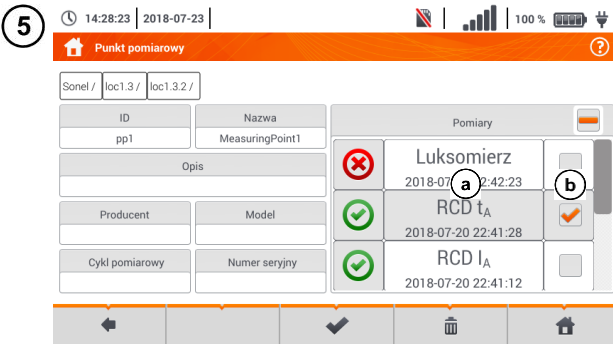 5
14:28:23 2018-07-23 100 %
Punkt pomiarowy ?
Sonel / loc1.3 / loc1.3.2 /
ID Nazwa
pp1 MeasuringPoint1
Opis
Producent Model
Cykl pomiarowy Numer seryjny
Pomiary
Luksomierz
2018-07 2:42:23
a b
RCD tA
2018-07-20 22:41:28
RCD IA
2018-07-20 22:41:12